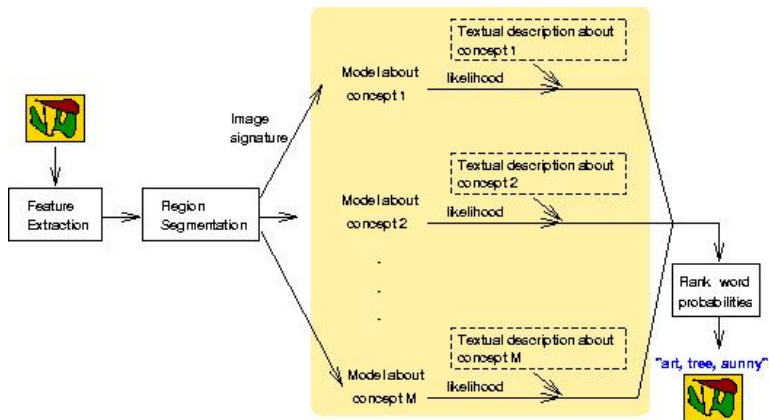 Textual description about
concept 1
Model about
concept 1
likelihood
Image
signature
Feature
Extraction
Region
Segmentation
Textual description about
concept 2
Model about
concept 2
likelihood
Rank word
probabilities
Textual description about
concept M
Model about
concept M
likelihood
"art, tree, sunny"